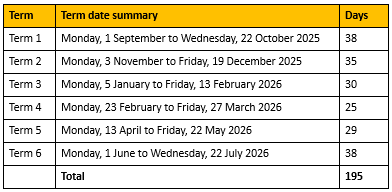 Term Term date summary Days
Term 1 Monday, 1 September to Wednesday, 22 October 2025 38
Term 2 Monday, 3 November to Friday, 19 December 2025 35
Term 3 Monday, 5 January to Friday, 13 February 2026 30
Term 4 Monday, 23 February to Friday, 27 March 2026 25
Term 5 Monday, 13 April to Friday, 22 May 2026 29
Term 6 Monday, 1 June to Wednesday, 22 July 2026 38
Total 195